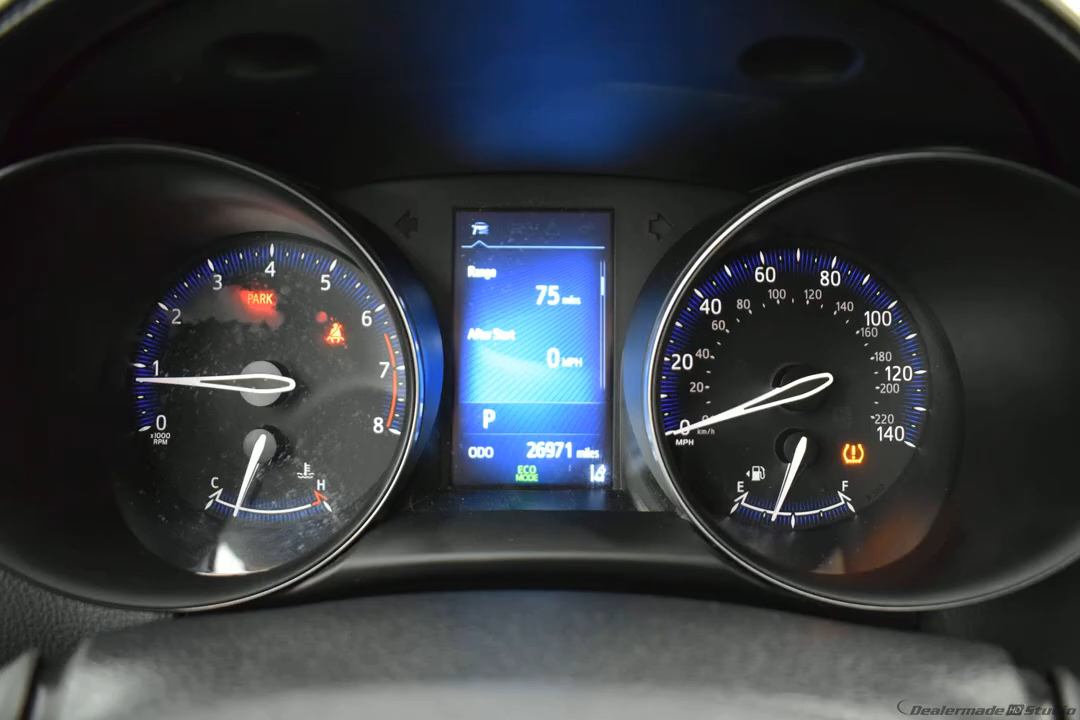 0
1
2
3
4
5
6
7
8
x1000
RPM
PARK
C
H
Range
75 miles
After Start
0 MPH
P
ODO 26971 miles
ECO
MODE
0
20
40
60
80
100
120
140
MPH
km/h
20
40
60
80
100
120
140
160
180
200
220
E
F
Dealermade HD Studio